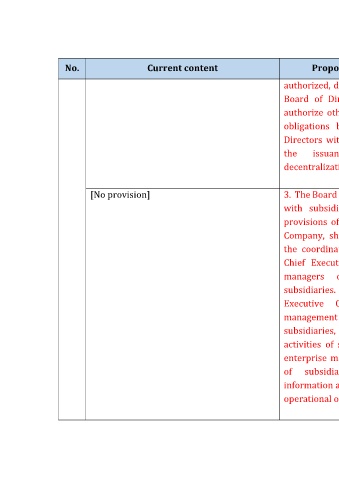 No. Current content Propo
authorized, d
Board of Di
authorize oth
obligations b
Directors wit
the issuan
decentralizati
[No provision] 3. The Board
with subsidi
provisions of
Company, sh
the coordina
Chief Execut
managers o
subsidiaries.
Executive C
management
subsidiaries,
activities of s
enterprise m
of subsidia
information a
operational o